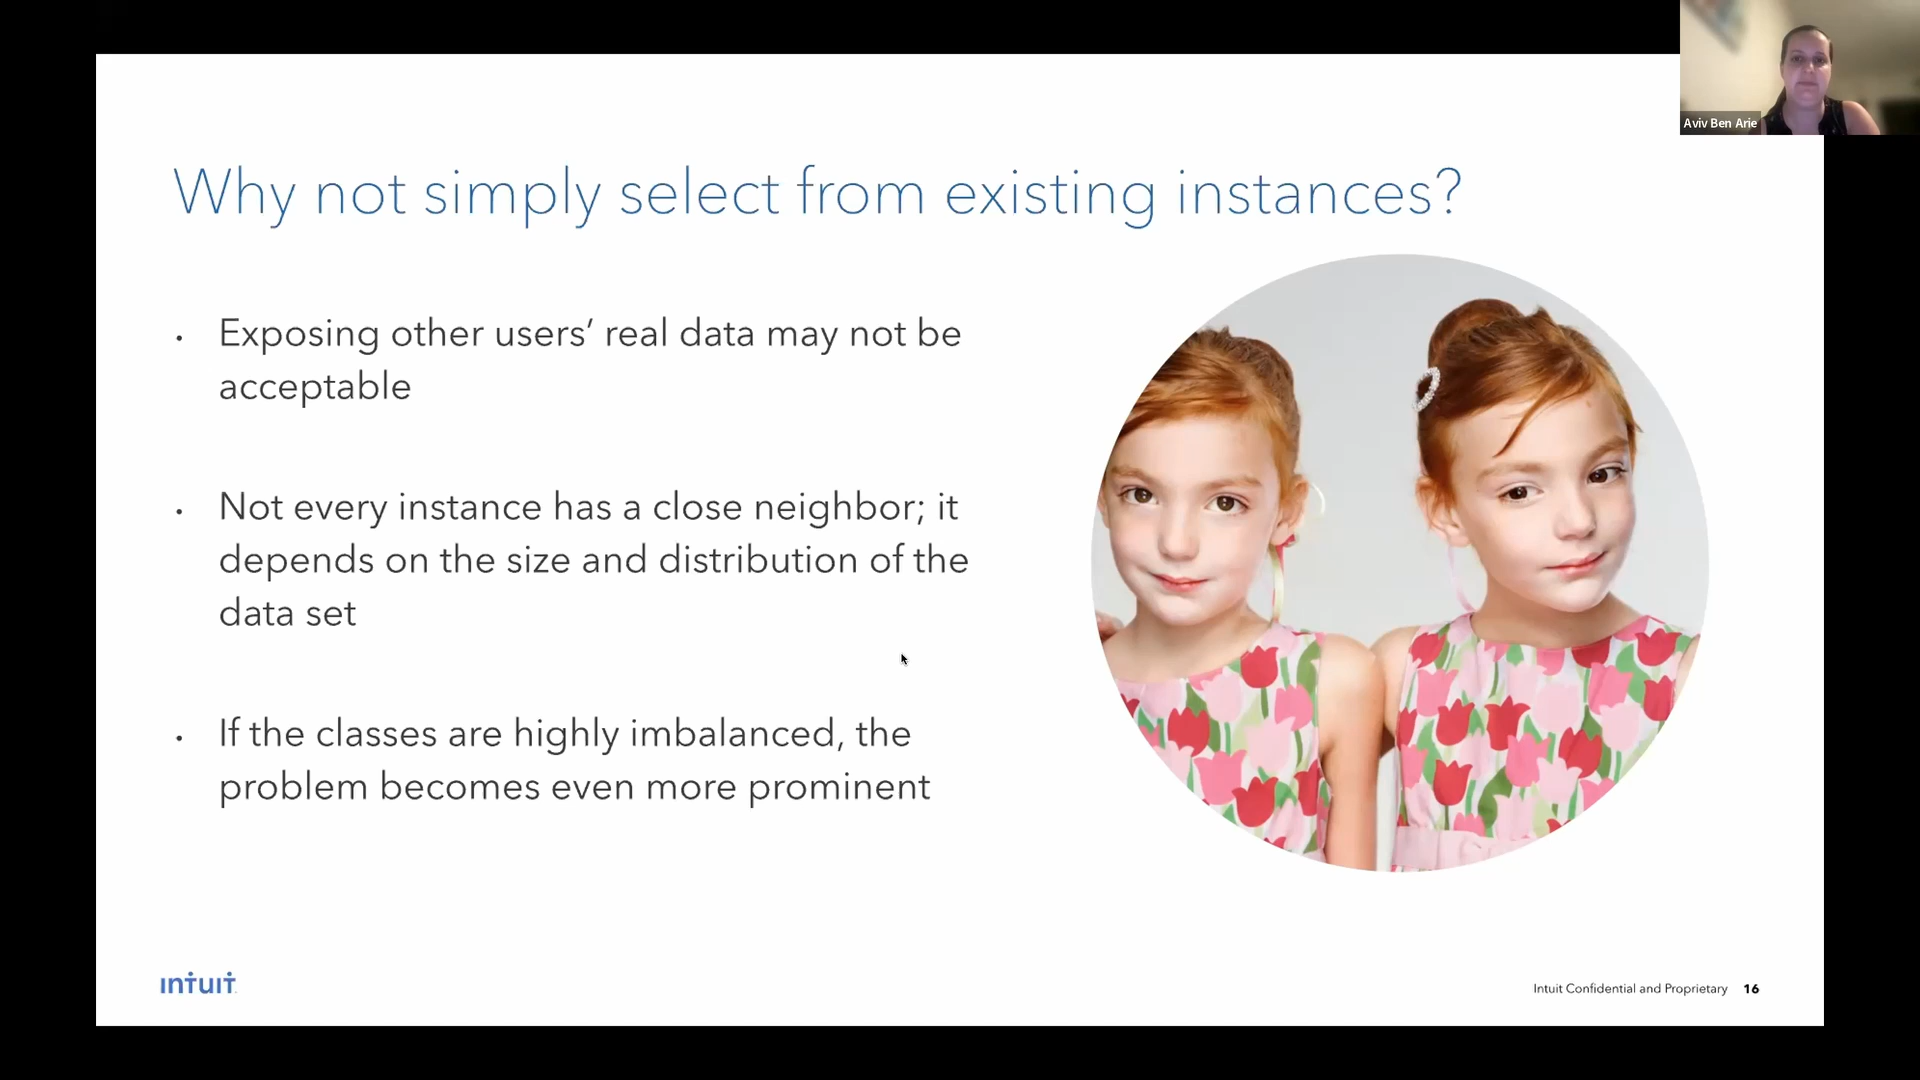 Aviv Ben Arie
Why not simply select from existing instances?
• Exposing other users’ real data may not be
acceptable
• Not every instance has a close neighbor; it
depends on the size and distribution of the
data set
• If the classes are highly imbalanced, the
problem becomes even more prominent
intuit
Intuit Confidential and Proprietary 16